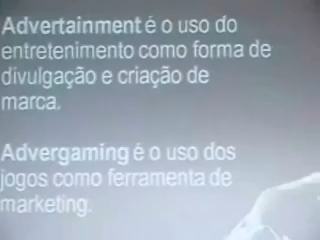 Advertainment é o uso do
entretenimento como forma de
divulgação e criação de
marca.
Advergaming é o uso dos
jogos como ferramenta de
marketing.